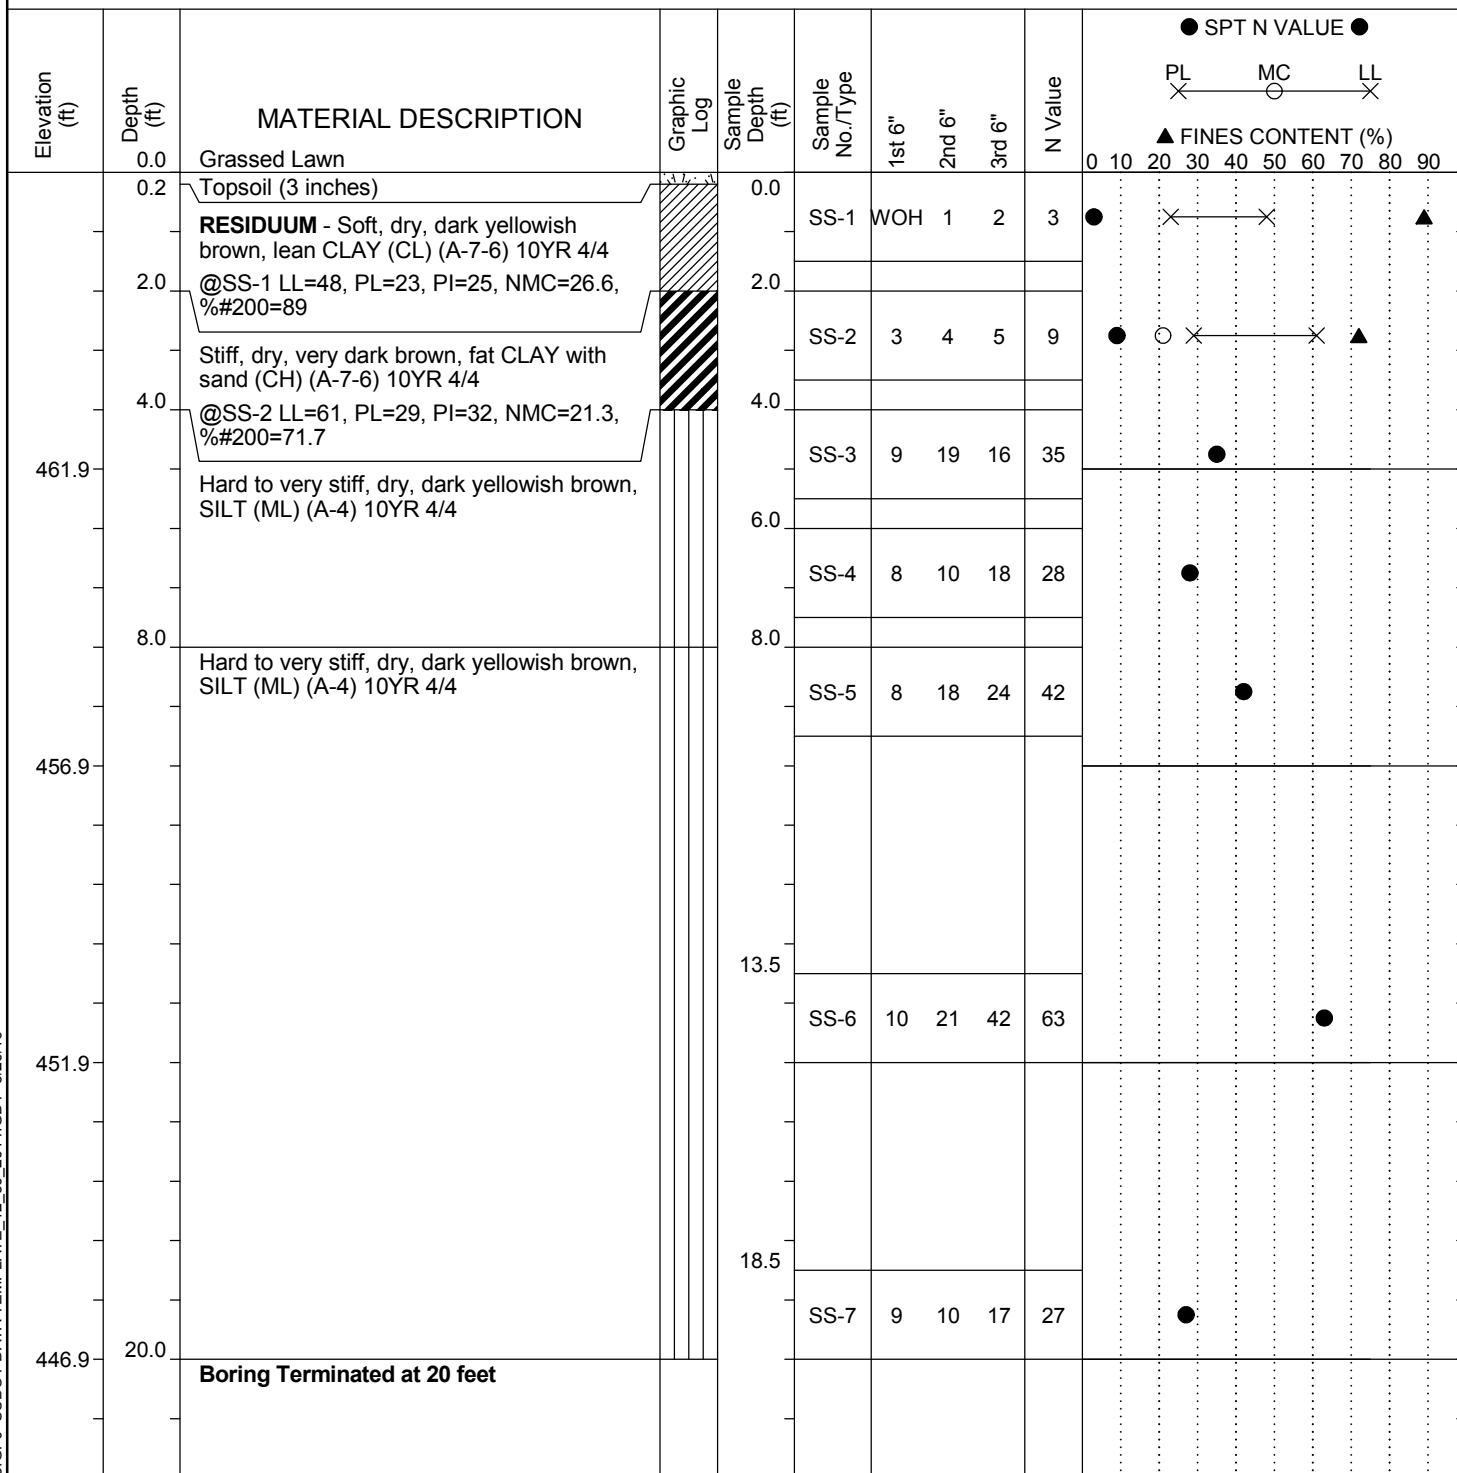 ● SPT N VALUE ●
PL MC LL
▲ FINES CONTENT (%)
0 10 20 30 40 50 60 70 80 90
Elevation (ft)
Depth (ft)
MATERIAL DESCRIPTION
Graphic Log
Sample Depth (ft)
Sample No./Type
1st 6"
2nd 6"
3rd 6"
N Value
0.0 Grassed Lawn
0.2 Topsoil (3 inches) 0.0
SS-1 WOH 1 2 3
RESIDUUM - Soft, dry, dark yellowish
brown, lean CLAY (CL) (A-7-6) 10YR 4/4
2.0 @SS-1 LL=48, PL=23, PI=25, NMC=26.6, 2.0
%#200=89
SS-2 3 4 5 9
Stiff, dry, very dark brown, fat CLAY with
sand (CH) (A-7-6) 10YR 4/4
4.0 @SS-2 LL=61, PL=29, PI=32, NMC=21.3, 4.0
%#200=71.7
SS-3 9 19 16 35
461.9
Hard to very stiff, dry, dark yellowish brown,
SILT (ML) (A-4) 10YR 4/4
6.0
SS-4 8 10 18 28
8.0 8.0
Hard to very stiff, dry, dark yellowish brown,
SILT (ML) (A-4) 10YR 4/4
SS-5 8 18 24 42
456.9
13.5
SS-6 10 21 42 63
451.9
18.5
SS-7 9 10 17 27
446.9 20.0
Boring Terminated at 20 feet